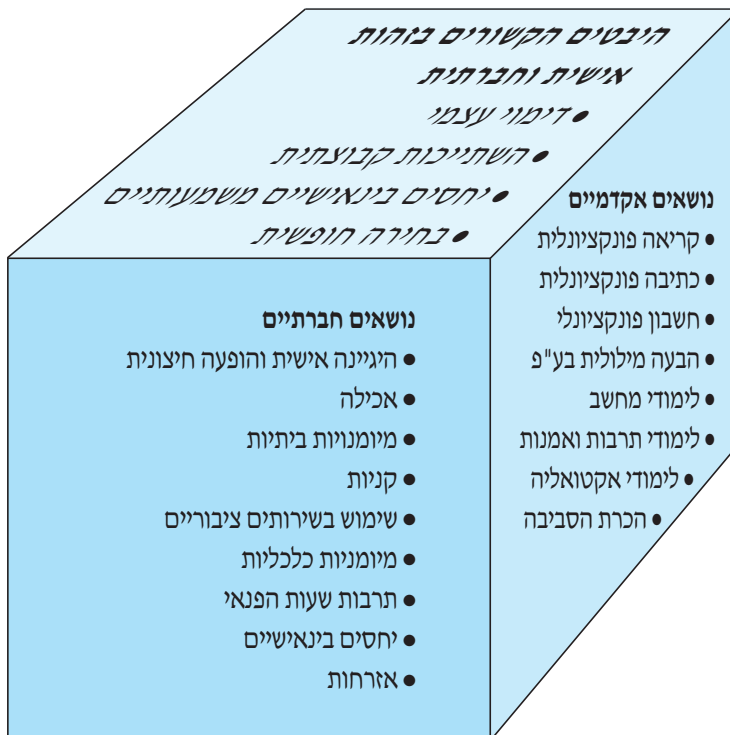 היבטים הקשורים בזהות
אישית וחברתית
• דימוי עצמי
• השתייכות קבוצתית
• יחסים בינאישיים משמעותיים
• בחירה חופשית
נושאים אקדמיים
• קריאה פונקציונלית
• כתיבה פונקציונלית
• חשבון פונקציונלי
• הבעה מילולית בע"פ
• לימודי מחשב
• לימודי תרבות ואמנות
• לימודי אקטואליה
• הכרת הסביבה
נושאים חברתיים
• היגיינה אישית והופעה חיצונית
• אכילה
• מיומנויות ביתיות
• קניות
• שימוש בשירותים ציבוריים
• מיומניות כלכליות
• תרבות שעות הפנאי
• יחסים בינאישיים
• אזרחות